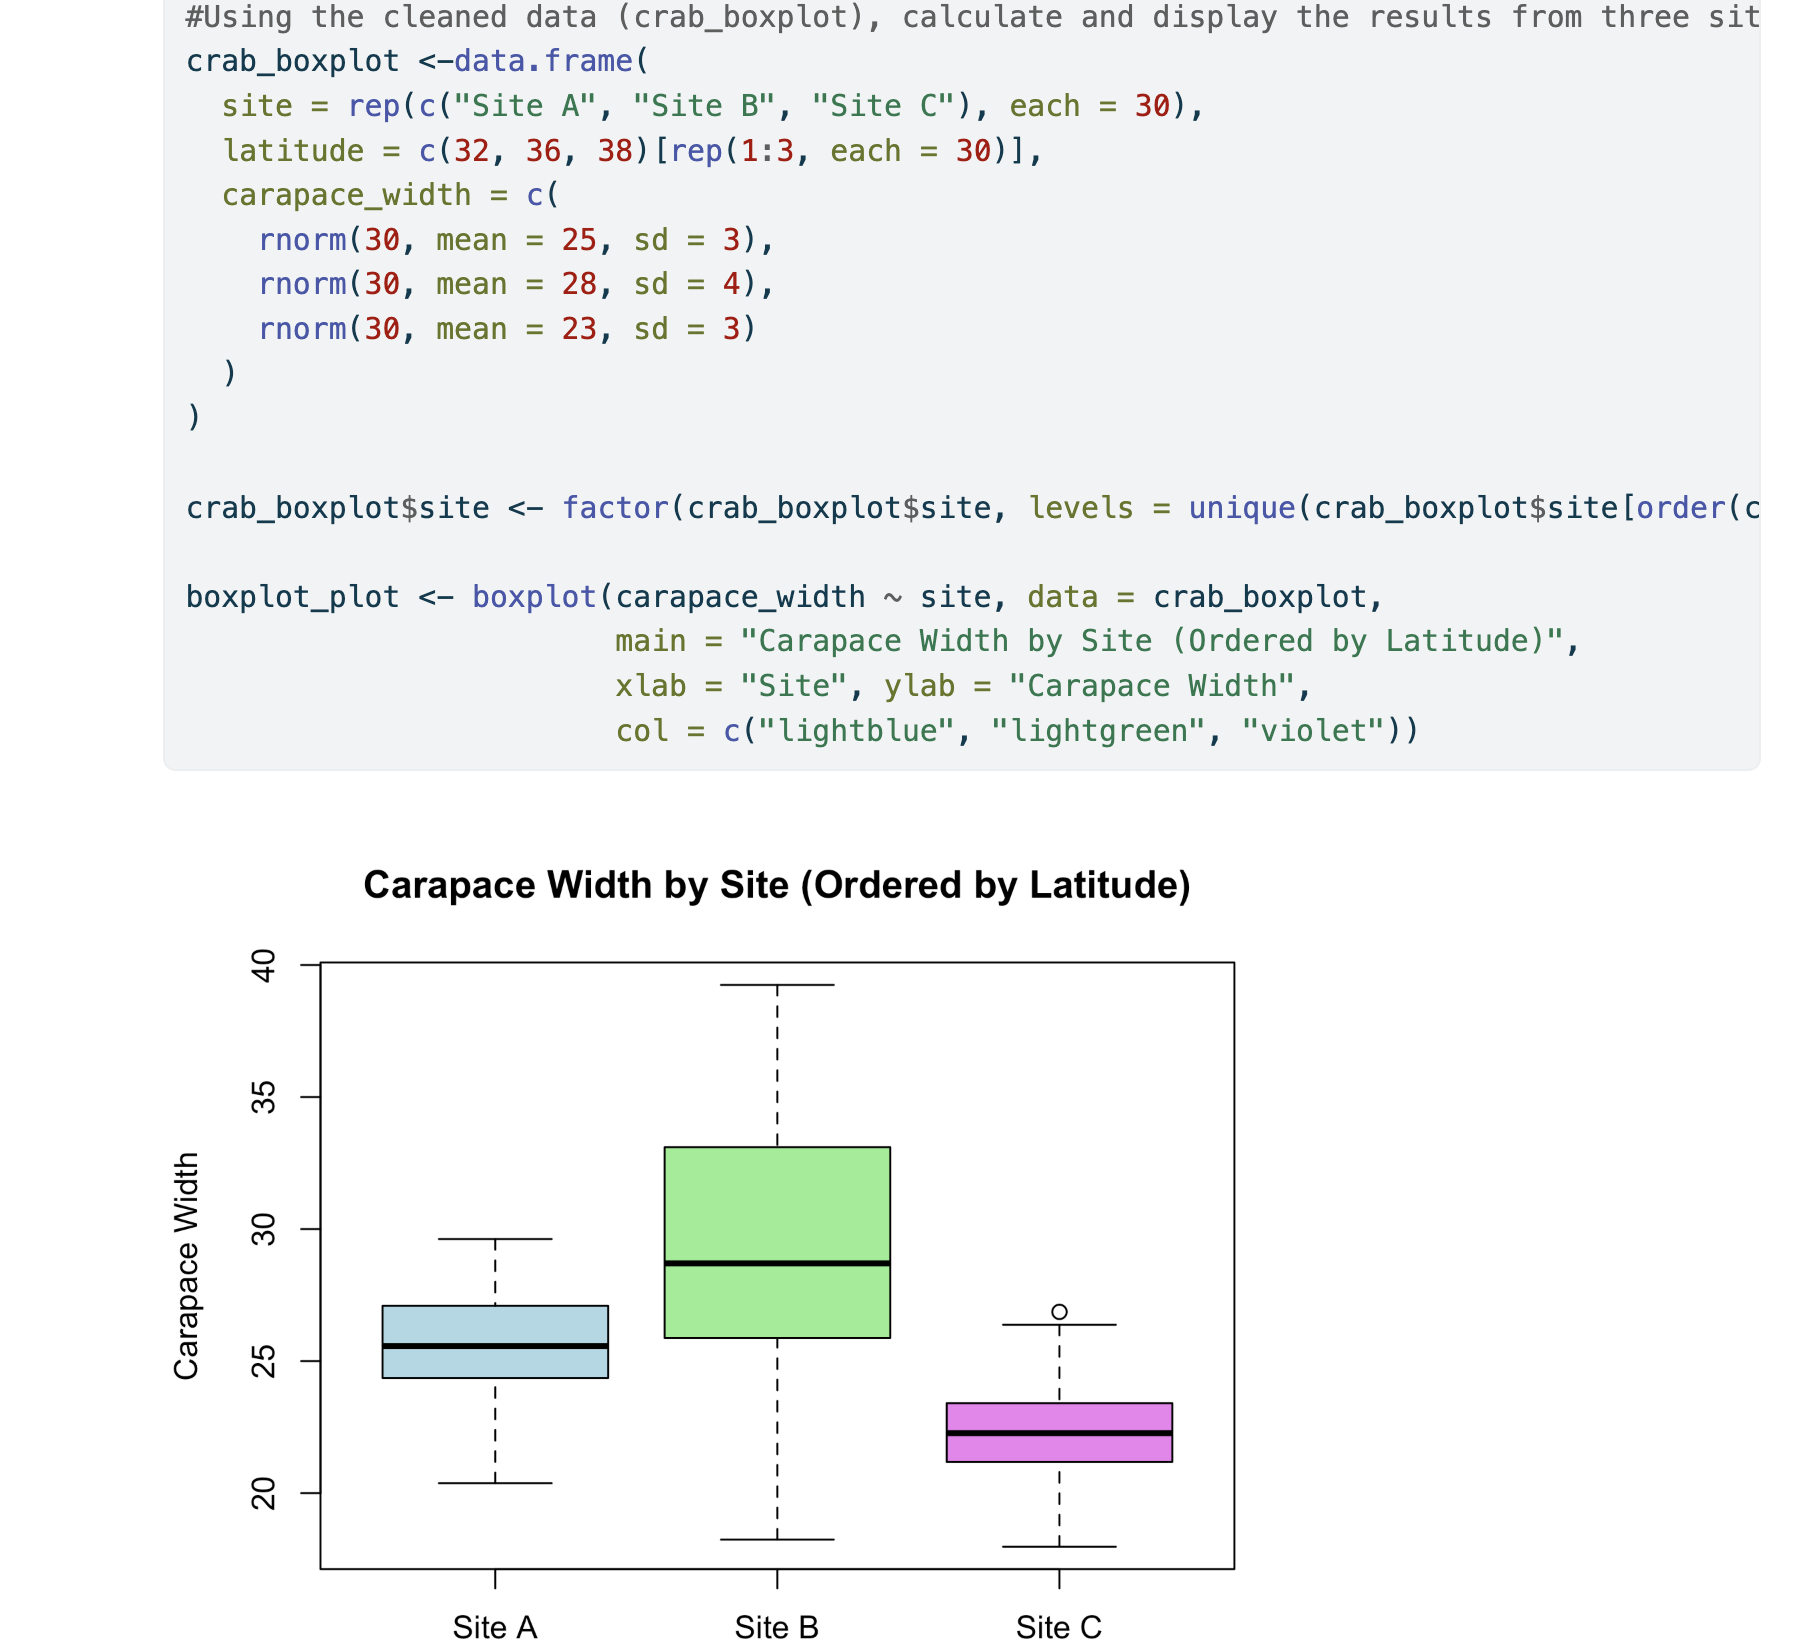 #Using the cleaned data (crab_boxplot), calculate and display the results from three sit
crab_boxplot <-data.frame(
  site = rep(c("Site A", "Site B", "Site C"), each = 30),
  latitude = c(32, 36, 38)[rep(1:3, each = 30)],
  carapace_width = c(
    rnorm(30, mean = 25, sd = 3),
    rnorm(30, mean = 28, sd = 4),
    rnorm(30, mean = 23, sd = 3)
  )
)
crab_boxplot$site <- factor(crab_boxplot$site, levels = unique(crab_boxplot$site[order(c
boxplot_plot <- boxplot(carapace_width ~ site, data = crab_boxplot,
                        main = "Carapace Width by Site (Ordered by Latitude)",
                        xlab = "Site", ylab = "Carapace Width",
                        col = c("lightblue", "lightgreen", "violet"))
Carapace Width by Site (Ordered by Latitude)
Carapace Width
40
35
30
25
20
Site A Site B Site C